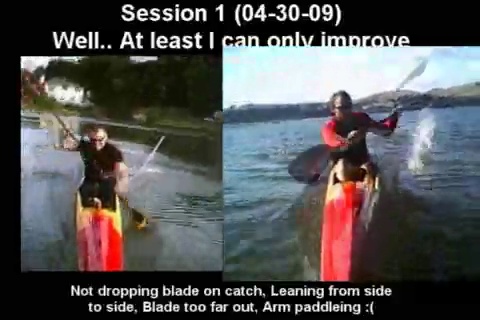 Session 1 (04-30-09)
Well.. At least I can only improve
Not dropping blade on catch, Leaning from side
to side, Blade too far out, Arm paddleing :(